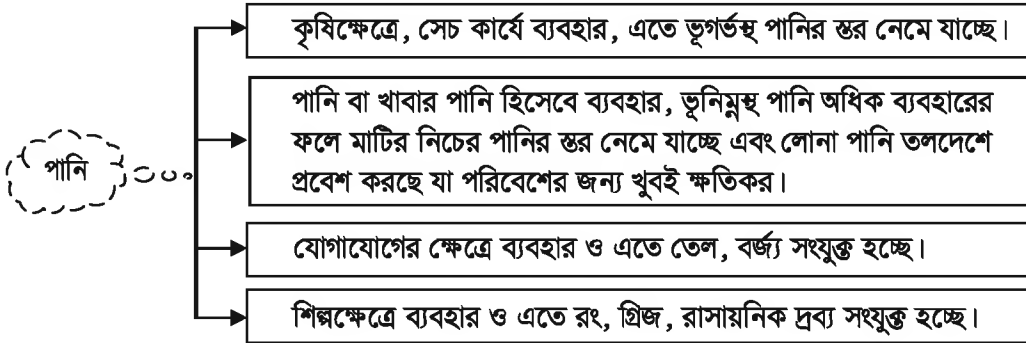 কৃষিক্ষেত্রে, সেচ কার্যে ব্যবহার, এতে ভূগর্ভস্থ পানির স্তর নেমে যাচ্ছে।
পানি বা খাবার পানি হিসেবে ব্যবহার, ভূনিম্নস্থ পানি অধিক ব্যবহারের
ফলে মাটির নিচের পানির স্তর নেমে যাচ্ছে এবং লোনা পানি তলদেশে
প্রবেশ করছে যা পরিবেশের জন্য খুবই ক্ষতিকর।
পানি
যোগাযোগের ক্ষেত্রে ব্যবহার ও এতে তেল, বর্জ্য সংযুক্ত হচ্ছে।
শিল্পক্ষেত্রে ব্যবহার ও এতে রং, গ্রিজ, রাসায়নিক দ্রব্য সংযুক্ত হচ্ছে।